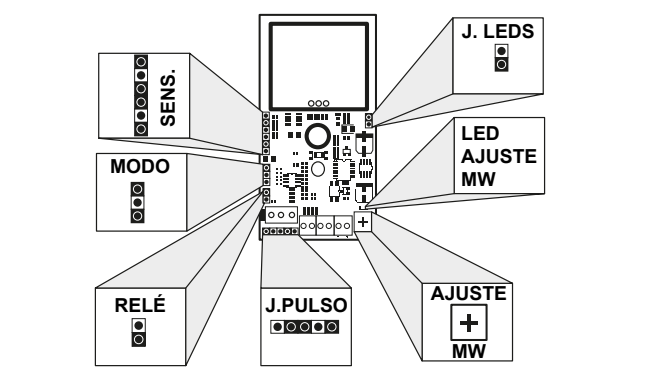 J. LEDS
SENS.
LED
AJUSTE
MW
MODO
RELÉ
J.PULSO
AJUSTE
MW